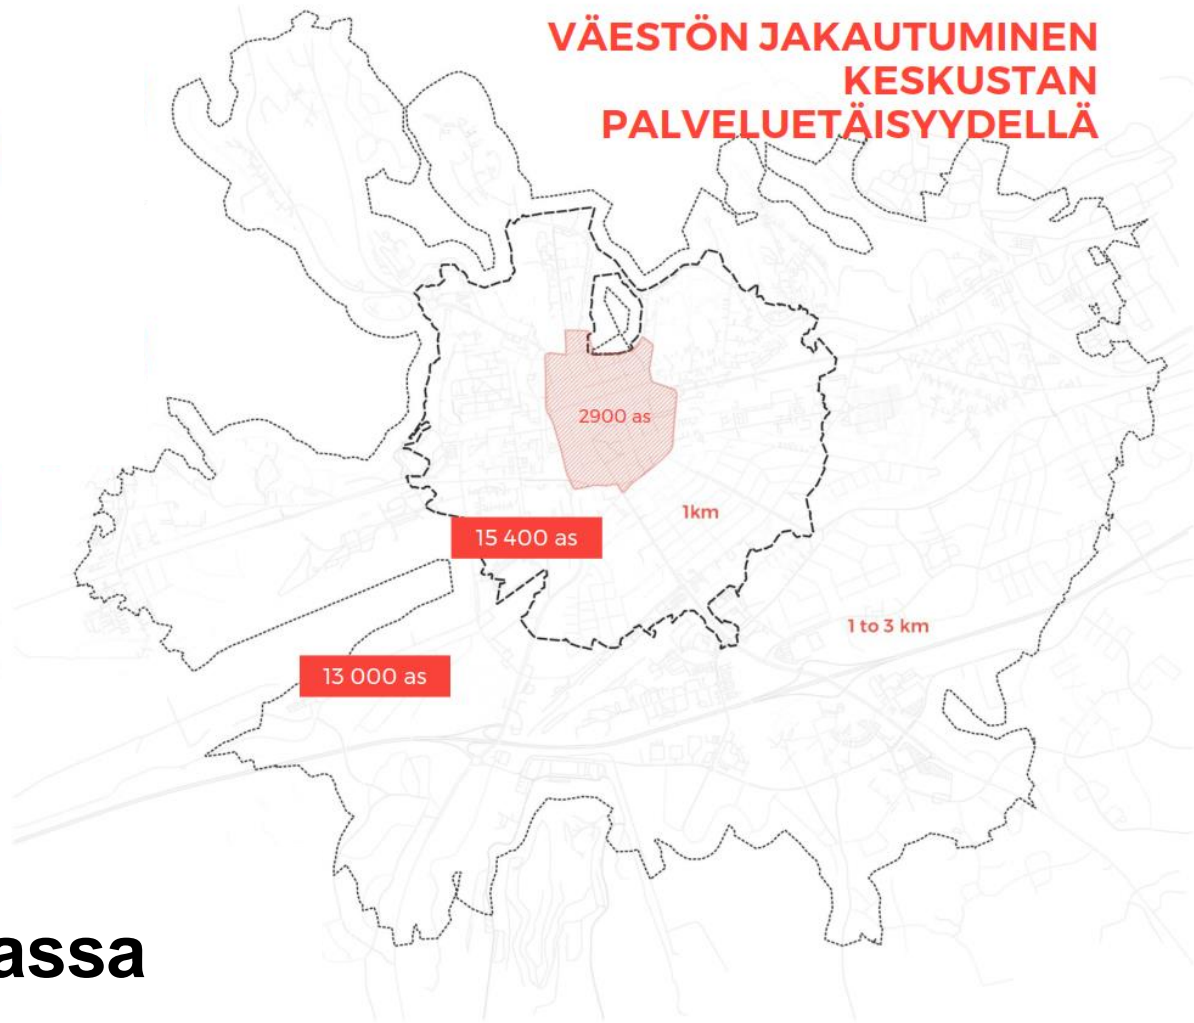 VÄESTÖN JAKAUTUMINEN
KESKUSTAN
PALVELUETÄISYYDELLÄ
2900 as
1km
15 400 as
1 to 3 km
13 000 as
assa